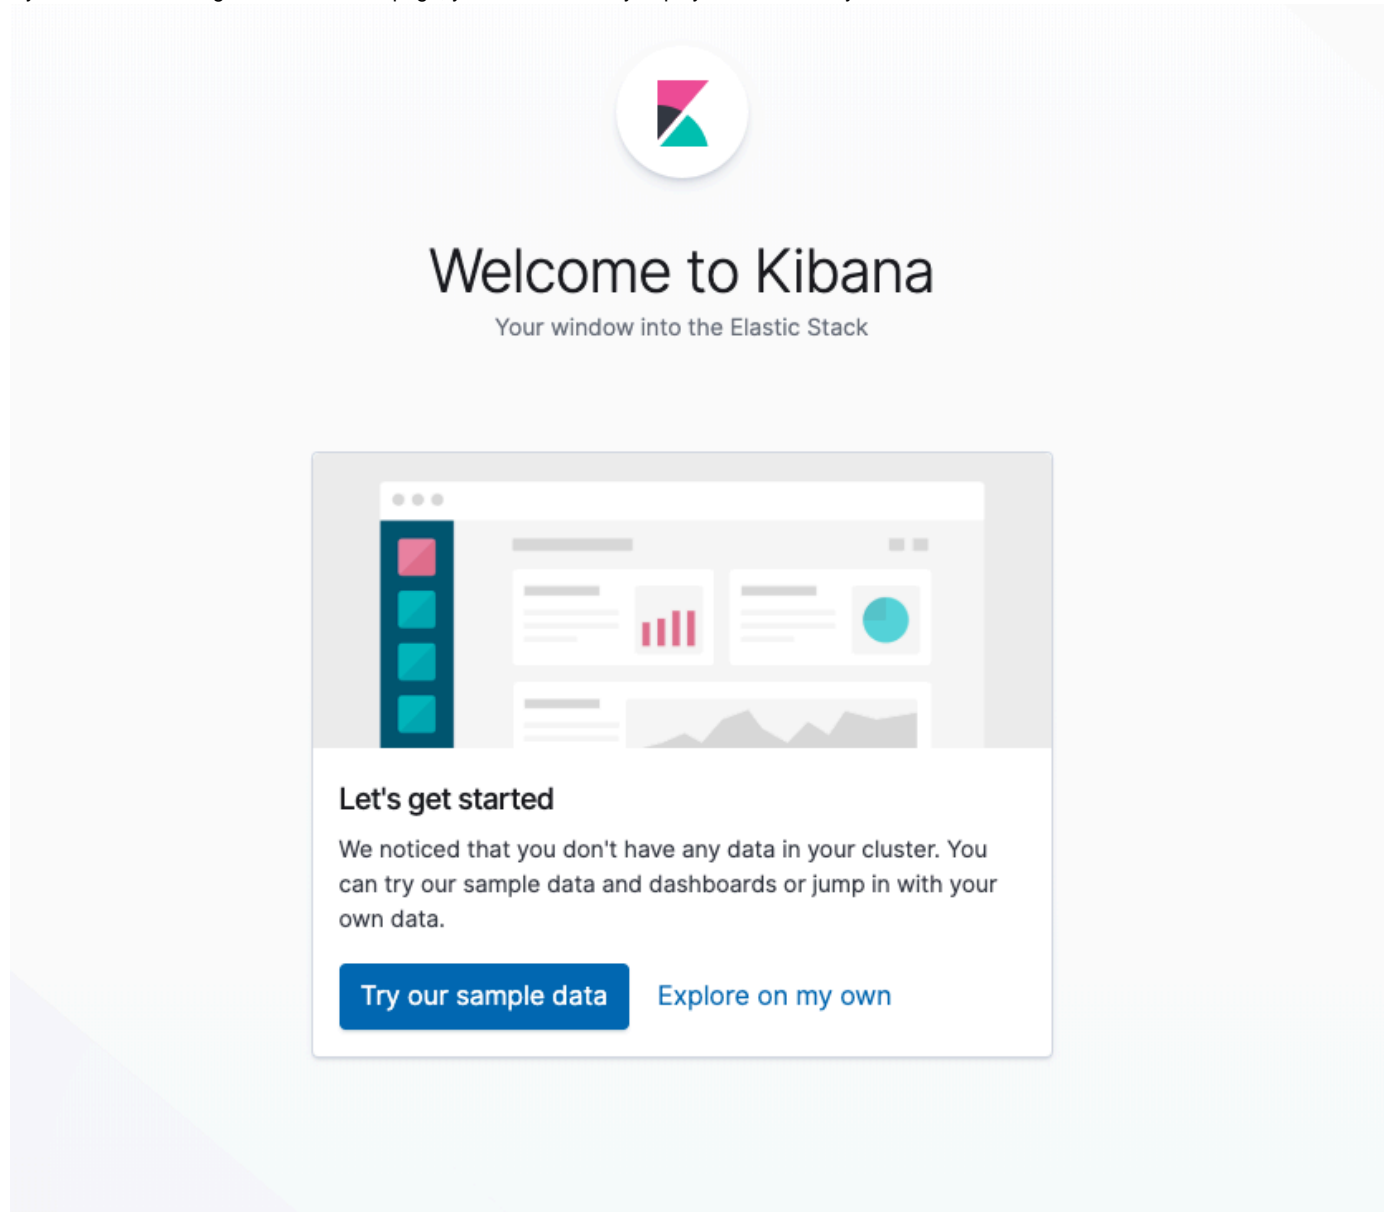 Welcome to Kibana
Your window into the Elastic Stack
Let's get started
We noticed that you don't have any data in your cluster. You
can try our sample data and dashboards or jump in with your
own data.
Try our sample data
Explore on my own